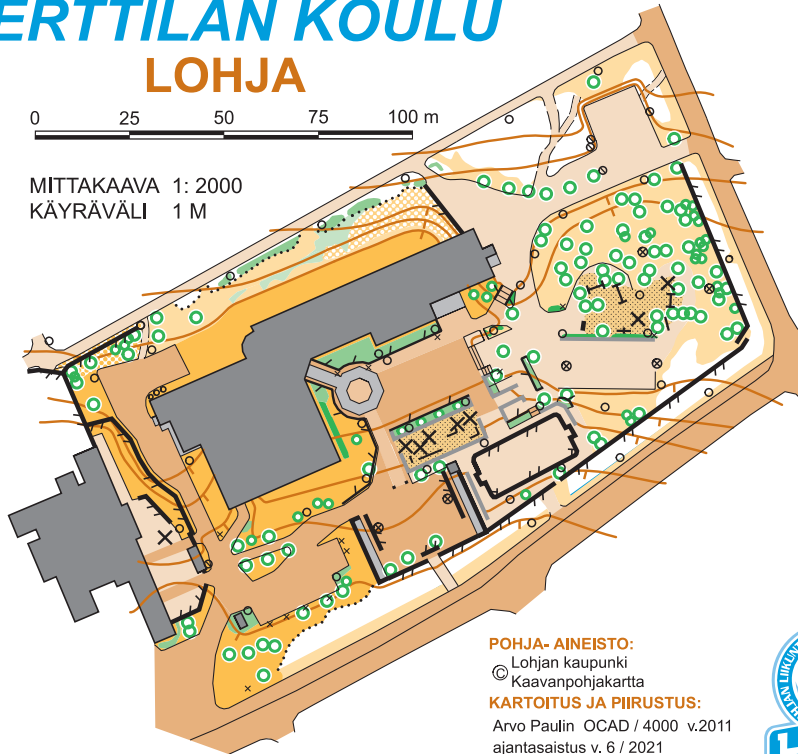 ERTTILAN KOULU
LOHJA
0 25 50 75 100 m
MITTAKAAVA 1: 2000
KÄYRÄVÄLI 1 M
POHJA- AINEISTO:
© Lohjan kaupunki
Kaavanpohjakartta
KARTOITUS JA PIIRUSTUS:
Arvo Paulin OCAD / 4000 v.2011
ajantasaistus v. 6 / 2021